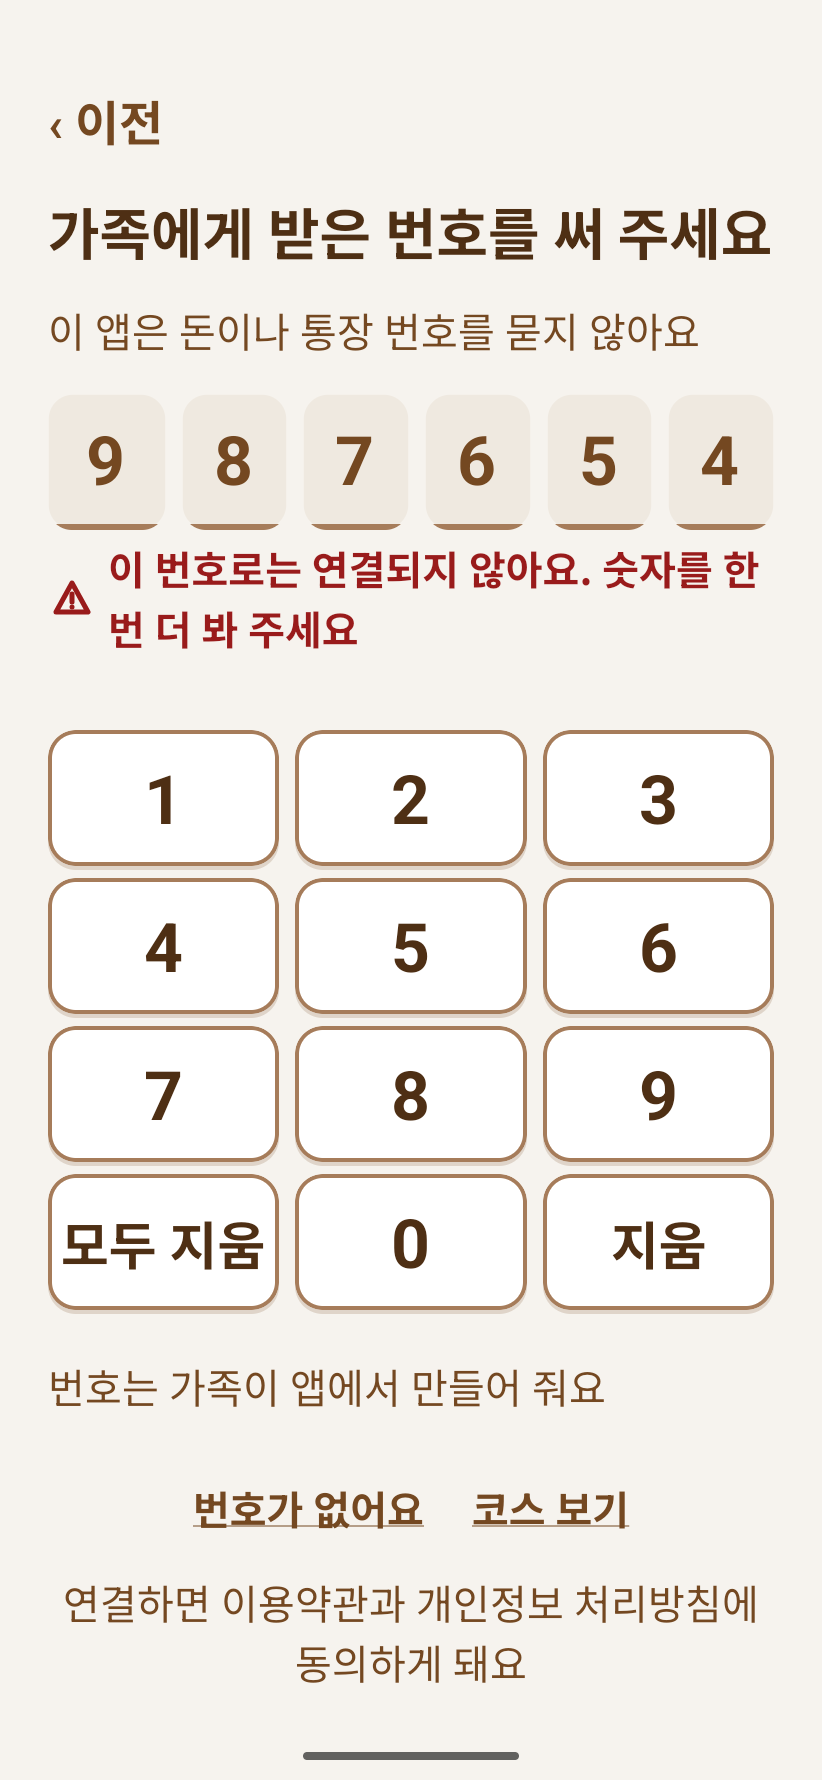 ‹ 이전
가족에게 받은 번호를 써 주세요
이 앱은 돈이나 통장 번호를 묻지 않아요
9 8 7 6 5 4
이 번호로는 연결되지 않아요. 숫자를 한
번 더 봐 주세요
1 2 3
4 5 6
7 8 9
모두 지움 0 지움
번호는 가족이 앱에서 만들어 줘요
번호가 없어요 코스 보기
연결하면 이용약관과 개인정보 처리방침에
동의하게 돼요